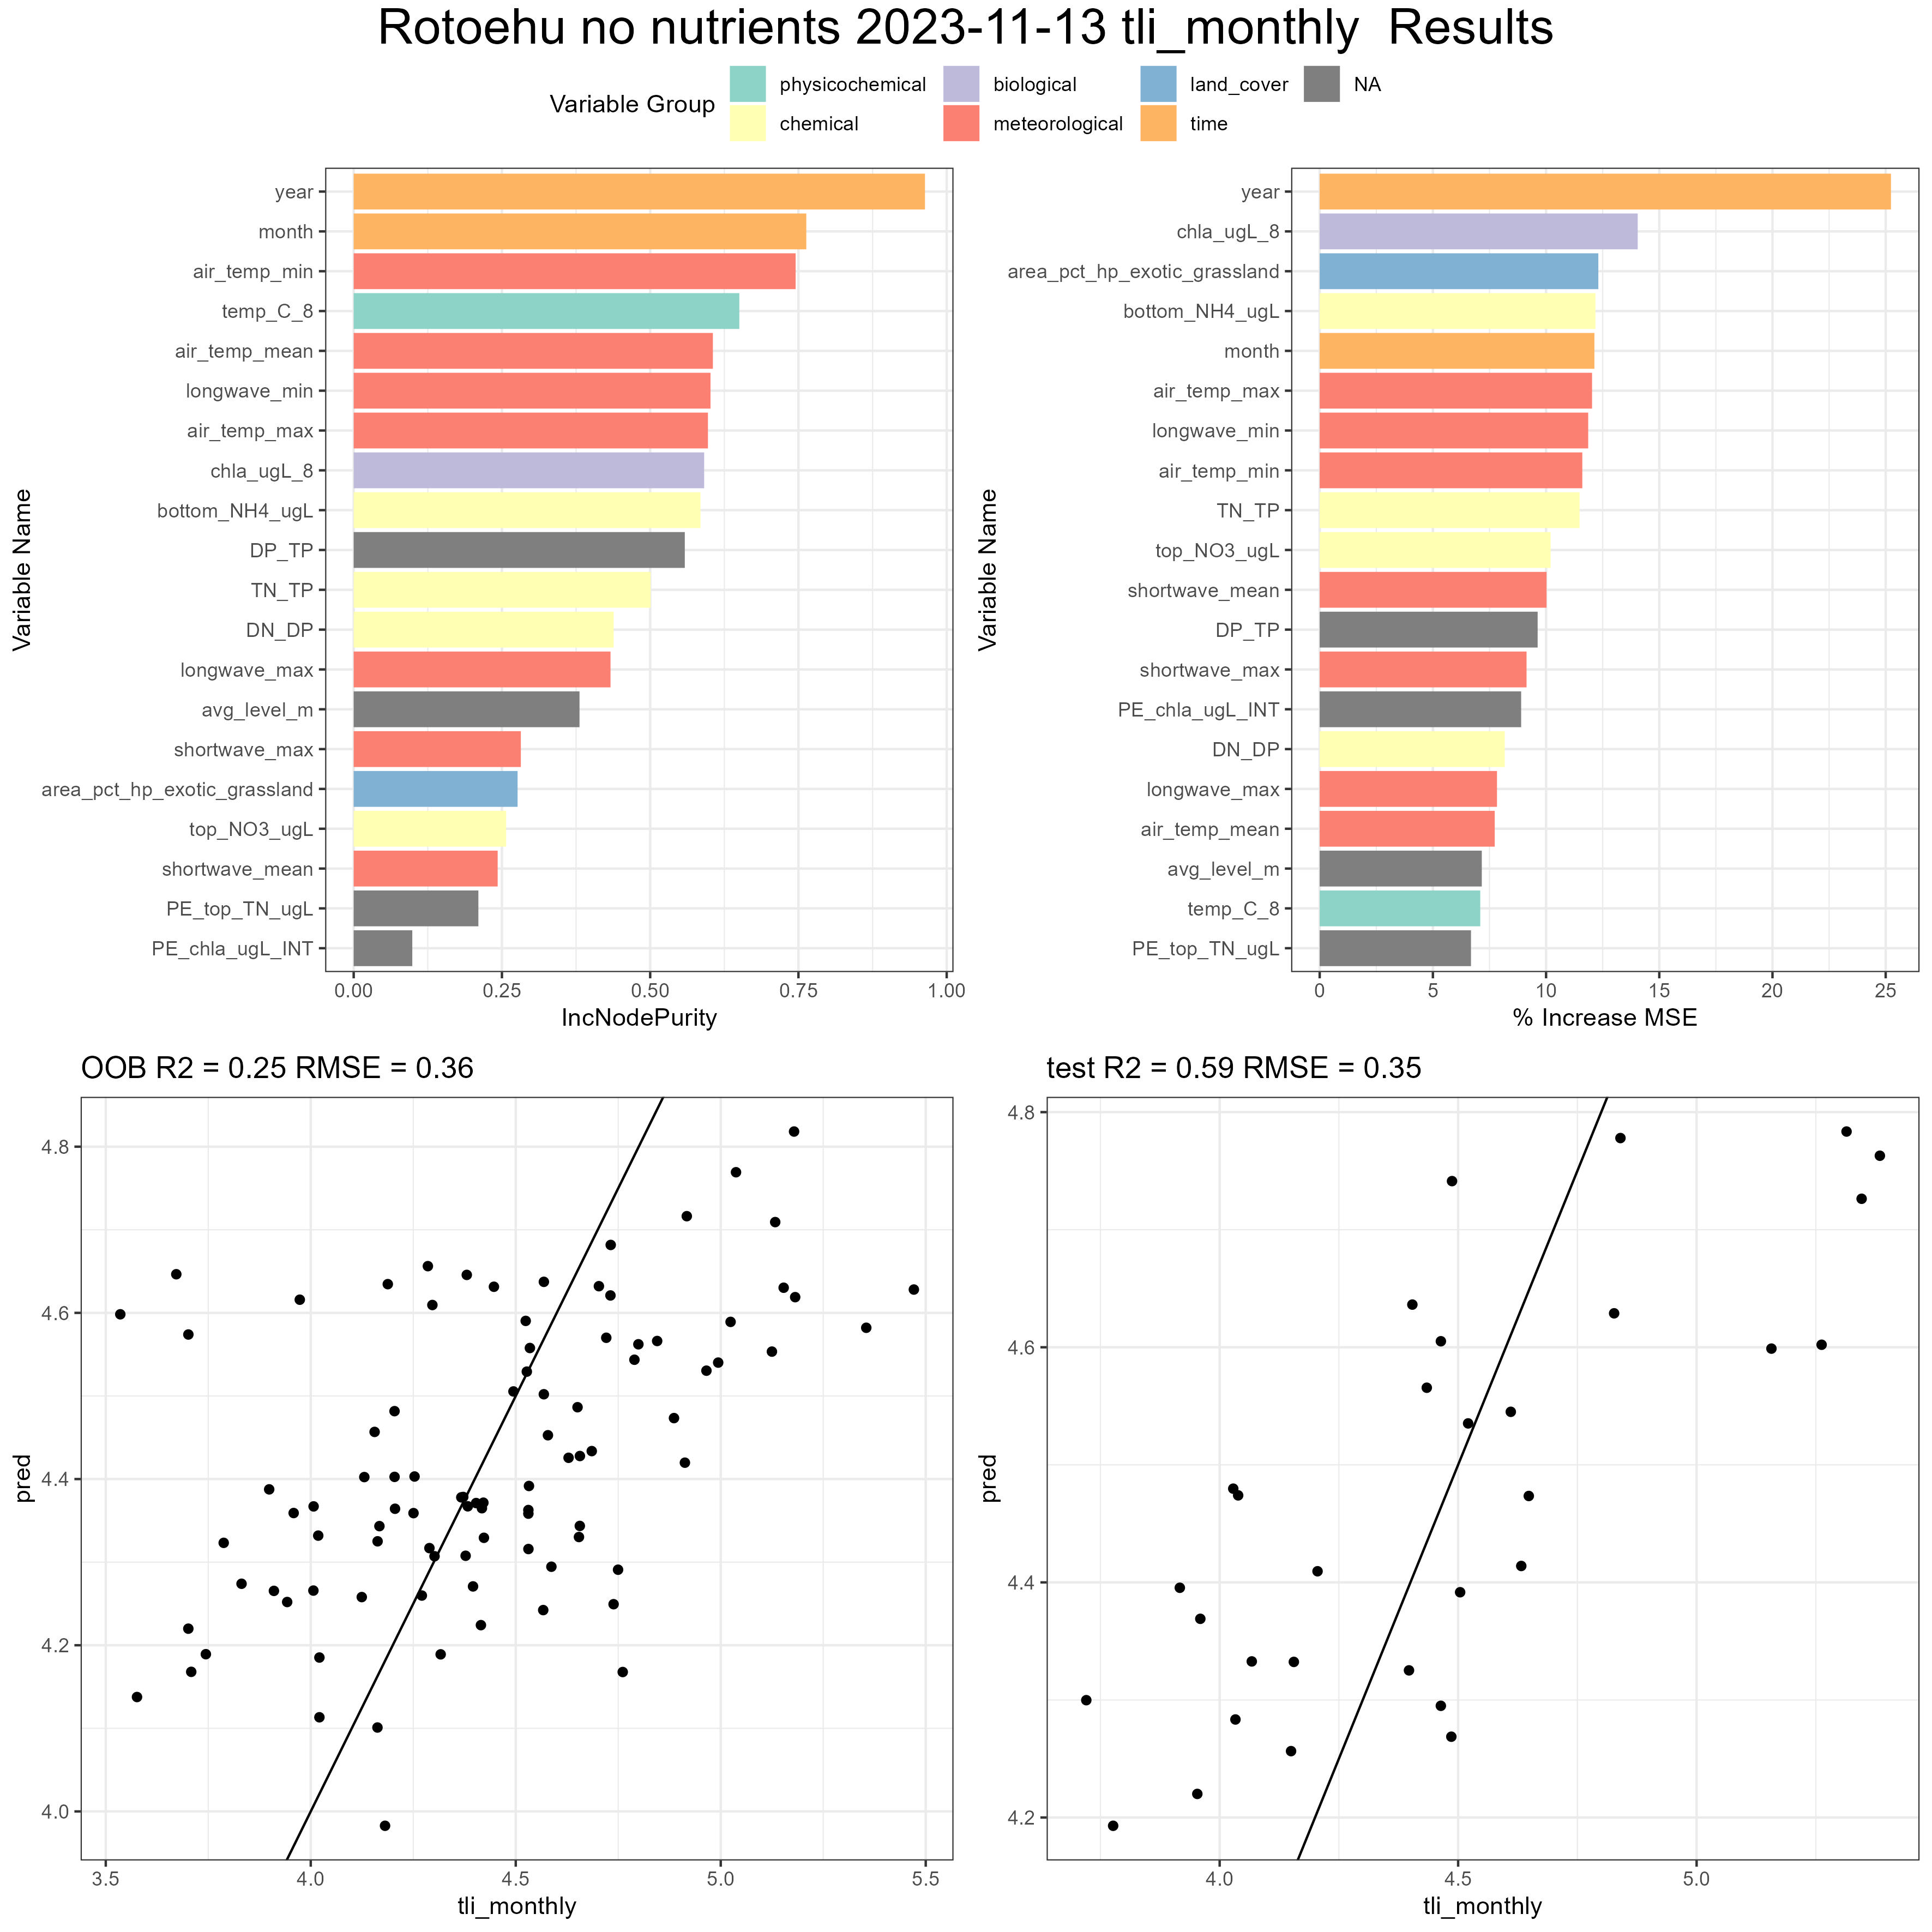 Rotoehu no nutrients 2023-11-13 tli_monthly  Results
Variable Group
physicochemical
biological
land_cover
NA
chemical
meteorological
time
Variable Name
year
month
air_temp_min
temp_C_8
air_temp_mean
longwave_min
air_temp_max
chla_ugL_8
bottom_NH4_ugL
DP_TP
TN_TP
DN_DP
longwave_max
avg_level_m
shortwave_max
area_pct_hp_exotic_grassland
top_NO3_ugL
shortwave_mean
PE_top_TN_ugL
PE_chla_ugL_INT
0.00 0.25 0.50 0.75 1.00
IncNodePurity
Variable Name
year
chla_ugL_8
area_pct_hp_exotic_grassland
bottom_NH4_ugL
month
air_temp_max
longwave_min
air_temp_min
TN_TP
top_NO3_ugL
shortwave_mean
DP_TP
shortwave_max
PE_chla_ugL_INT
DN_DP
longwave_max
air_temp_mean
avg_level_m
temp_C_8
PE_top_TN_ugL
0 5 10 15 20 25
% Increase MSE
OOB R2 = 0.25 RMSE = 0.36
pred
4.8
4.6
4.4
4.2
4.0
3.5 4.0 4.5 5.0 5.5
tli_monthly
test R2 = 0.59 RMSE = 0.35
pred
4.8
4.6
4.4
4.2
4.0 4.5 5.0
tli_monthly